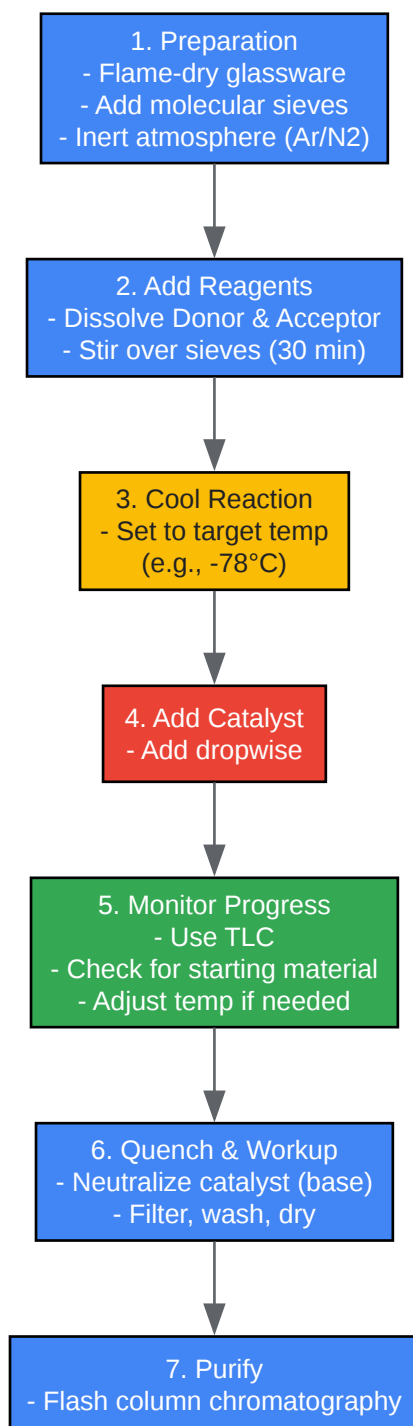 1. Preparation
- Flame-dry glassware
- Add molecular sieves
- Inert atmosphere (Ar/N2)
2. Add Reagents
- Dissolve Donor & Acceptor
- Stir over sieves (30 min)
3. Cool Reaction
- Set to target temp
(e.g., -78°C)
4. Add Catalyst
- Add dropwise
5. Monitor Progress
- Use TLC
- Check for starting material
- Adjust temp if needed
6. Quench & Workup
- Neutralize catalyst (base)
- Filter, wash, dry
7. Purify
- Flash column chromatography